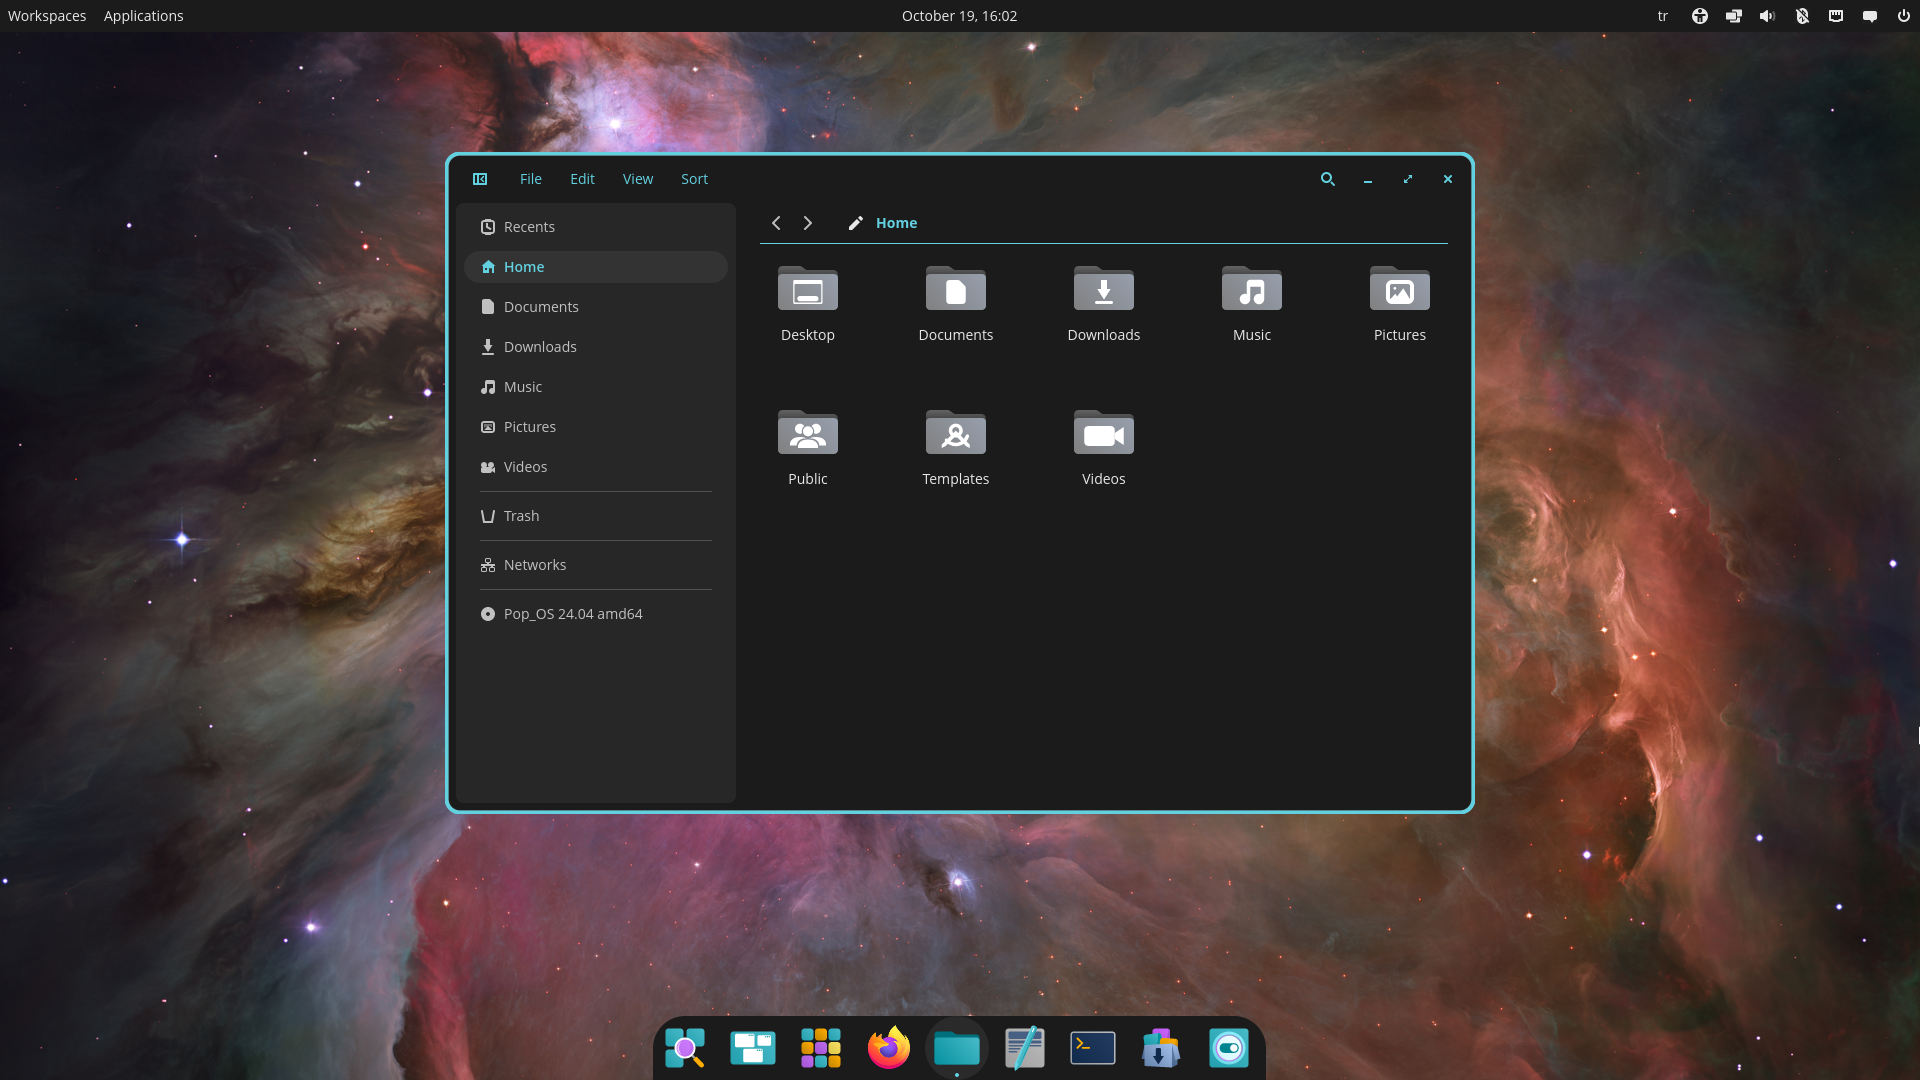 Workspaces Applications October 19, 16:02 tr
File Edit View Sort
Recents
Home
Documents
Downloads
Music
Pictures
Videos
Trash
Networks
Pop_OS 24.04 amd64
Home
Desktop Documents Downloads Music Pictures
Public Templates Videos